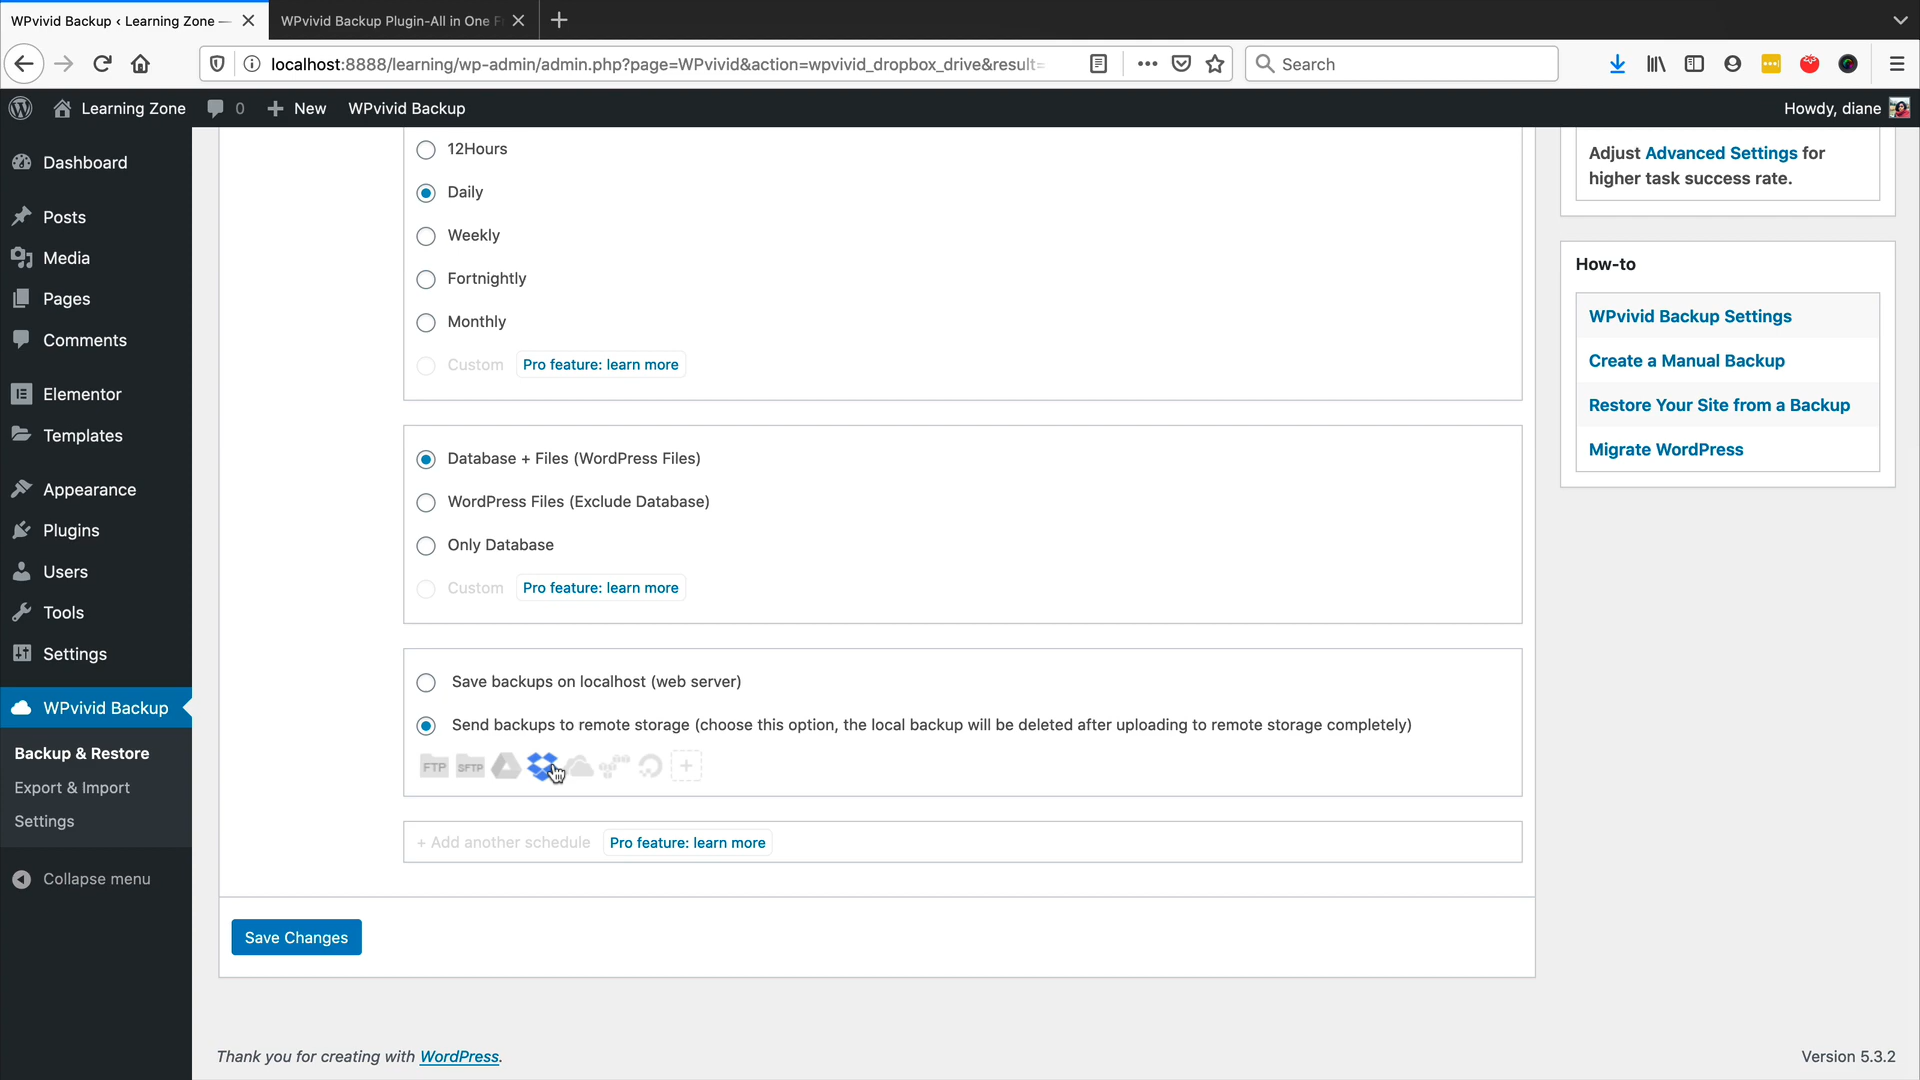 WPvivid Backup ‹ Learning Zone —
WPvivid Backup Plugin-All in One F
localhost:8888/learning/wp-admin/admin.php?page=WPvivid&action=wpvivid_dropbox_drive&result=
Search
Learning Zone
0
New
WPvivid Backup
Howdy, diane
Dashboard
Posts
Media
Pages
Comments
Elementor
Templates
Appearance
Plugins
Users
Tools
Settings
WPvivid Backup
Backup & Restore
Export & Import
Settings
Collapse menu
12Hours
Daily
Weekly
Fortnightly
Monthly
Custom Pro feature: learn more
Database + Files (WordPress Files)
WordPress Files (Exclude Database)
Only Database
Custom Pro feature: learn more
Save backups on localhost (web server)
Send backups to remote storage (choose this option, the local backup will be deleted after uploading to remote storage completely)
FTP SFTP
+ Add another schedule Pro feature: learn more
Save Changes
Adjust Advanced Settings for
higher task success rate.
How-to
WPvivid Backup Settings
Create a Manual Backup
Restore Your Site from a Backup
Migrate WordPress
Thank you for creating with WordPress.
Version 5.3.2